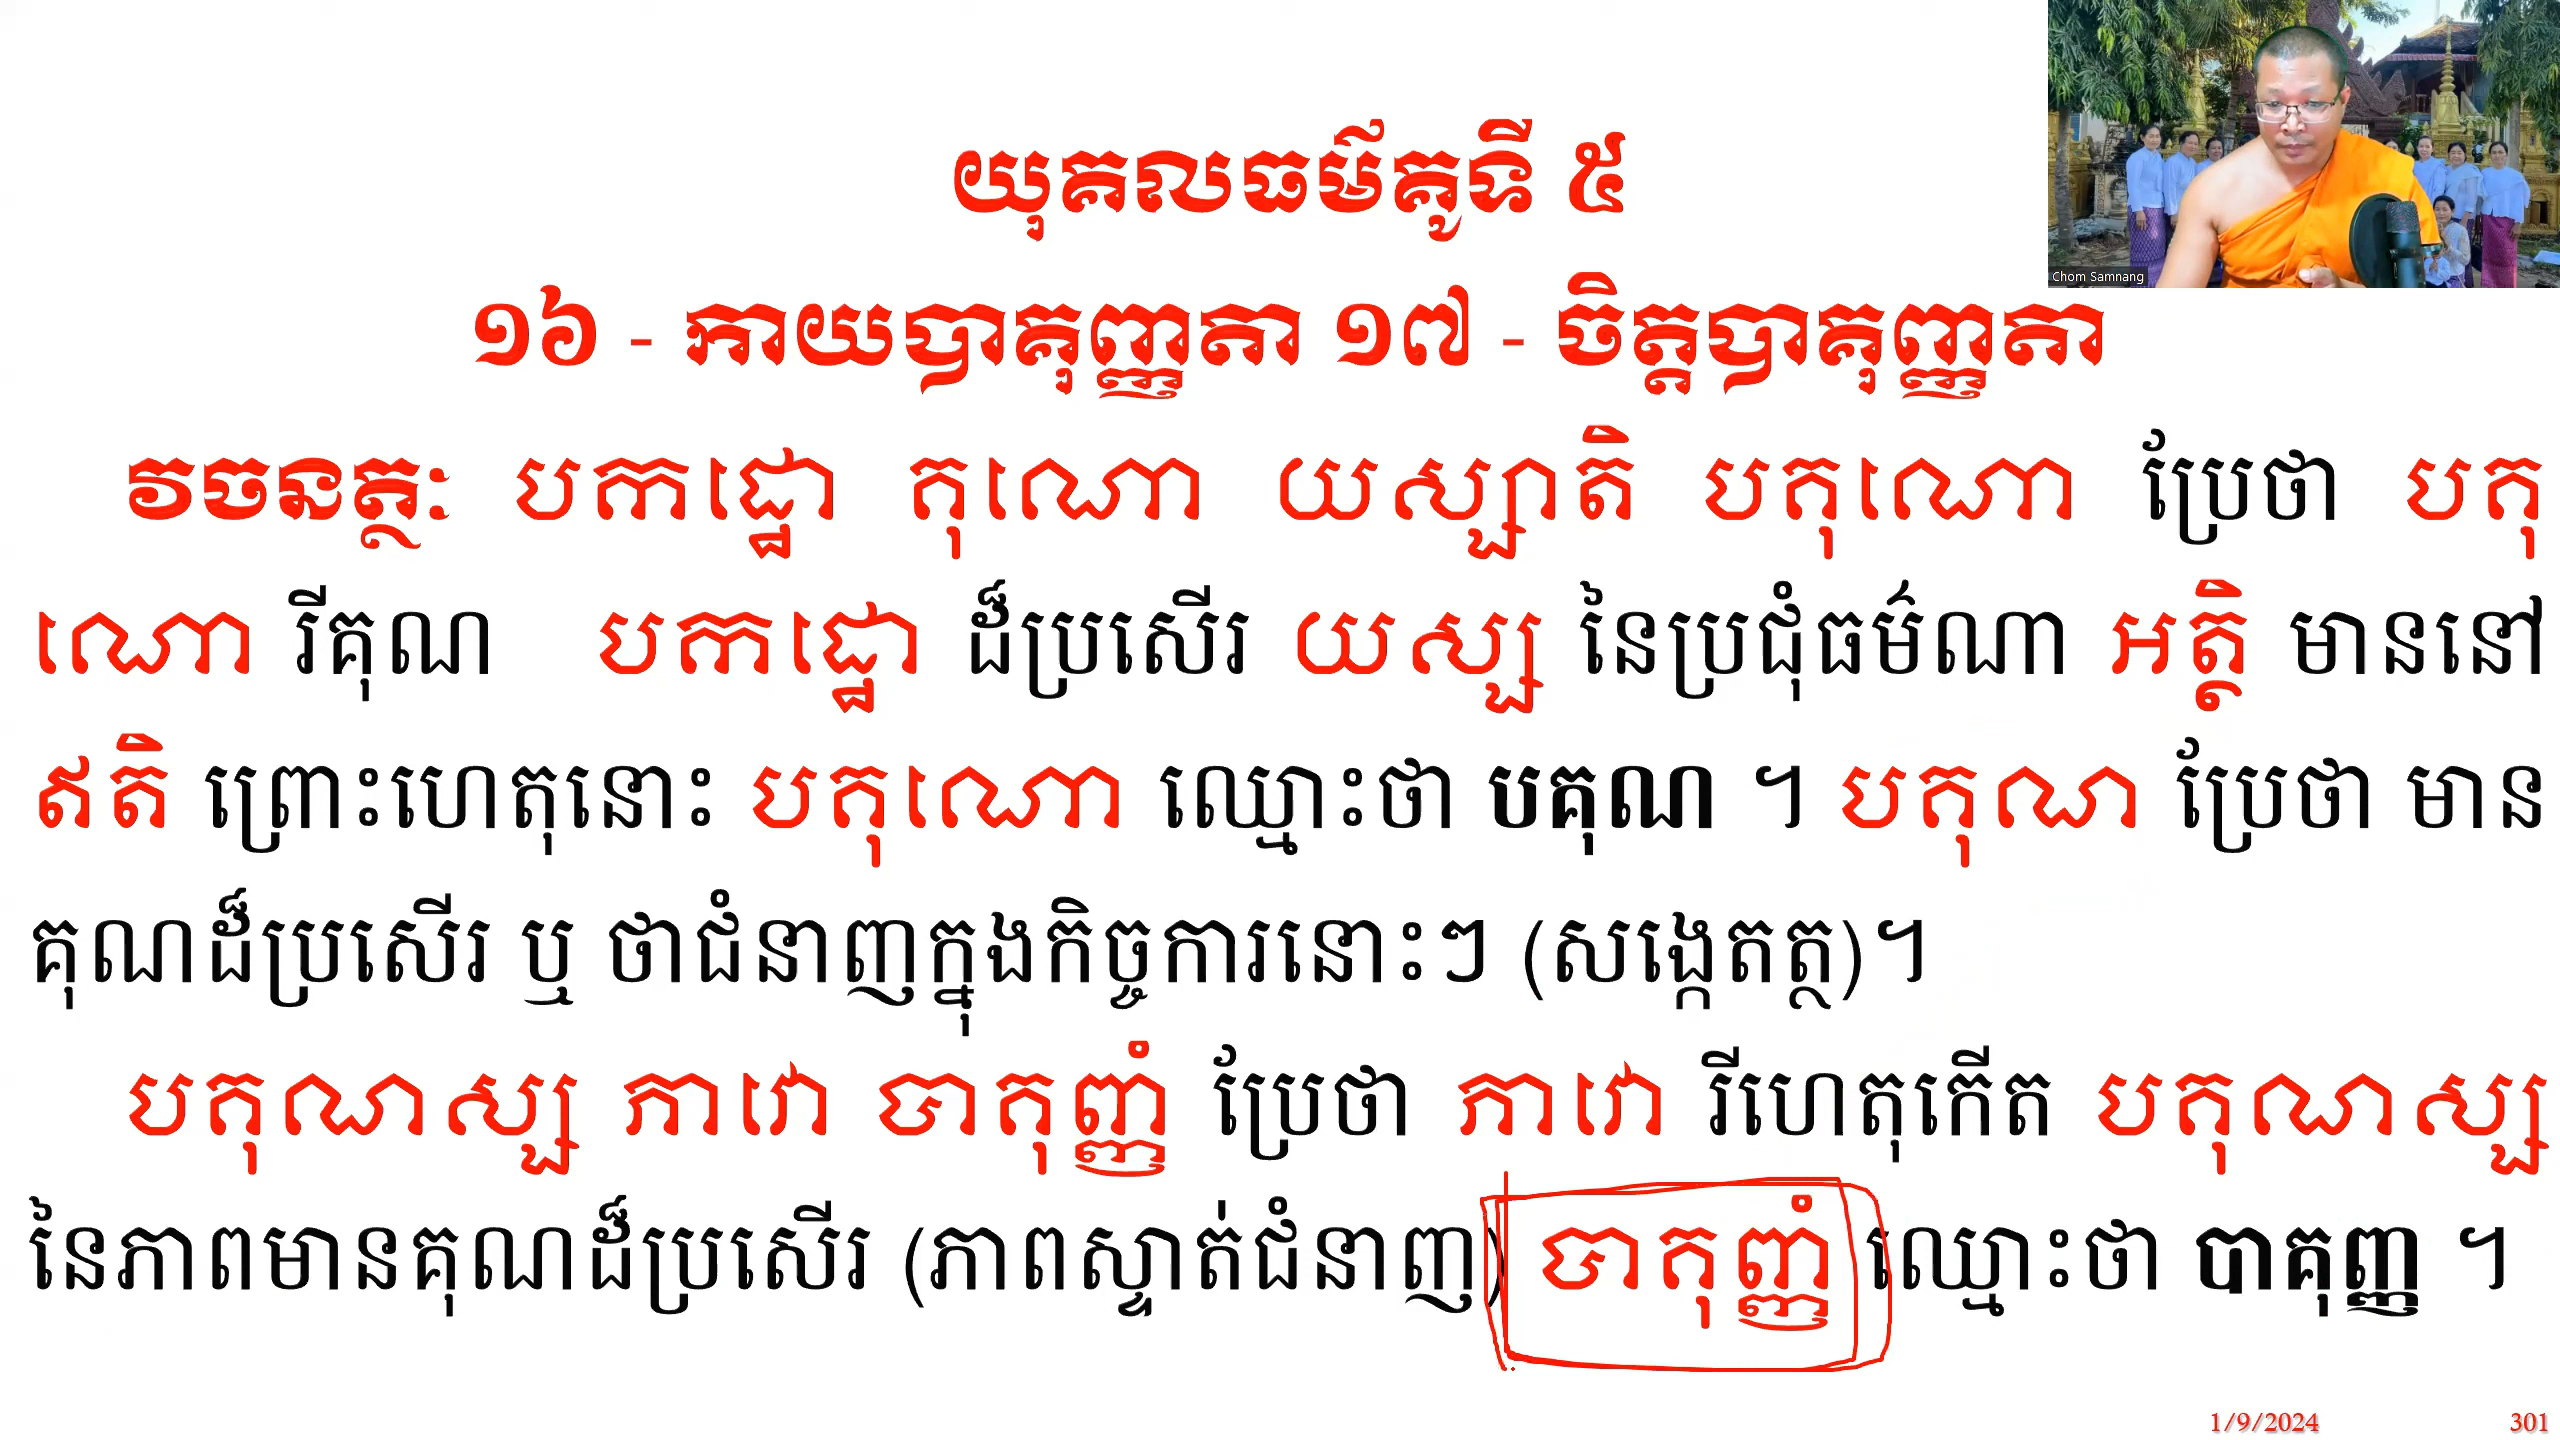 យុគលធម៌គូទី ៥
Chom Samnang
១៦ - កាយបាគុញ្ញតា ១៧ - ចិត្តបាគុញ្ញតា
វចនត្ថៈ បកដ្ឋោ គុណោ យស្សាតិ បគុណោ ប្រែថា បគុ
ណោ រីគុណ បកដ្ឋោ ដ៏ប្រសើរ យស្ស នៃប្រជុំធម៌ណា អត្ថិ មាននៅ
ឥតិ ព្រោះហេតុនោះ បគុណោ ឈ្មោះថា បគុណ ។ បគុណ ប្រែថា មាន
គុណដ៏ប្រសើរ ឬ ថាជំនាញក្នុងកិច្ចការនោះៗ (សង្កេតត្ថ)។
បគុណស្ស ភាវោ បាគុញ្ញំ ប្រែថា ភាវោ រីហេតុកើត បគុណស្ស
នៃភាពមានគុណដ៏ប្រសើរ (ភាពស្ទាត់ជំនាញ) បាគុញ្ញំ ឈ្មោះថា បាគុញ្ញ ។
1/9/2024 301